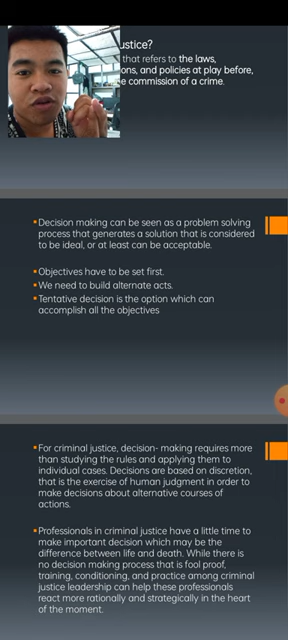 ustice?
that refers to the laws,
ons, and policies at play before,
e commission of a crime.
▪Decision making can be seen as a problem solving
process that generates a solution that is considered
to be ideal, or at least can be acceptable.
▪Objectives have to be set first.
▪We need to build alternate acts.
▪Tentative decision is the option which can
accomplish all the objectives
▪For criminal justice, decision- making requires more
than studying the rules and applying them to
individual cases. Decisions are based on discretion,
that is the exercise of human judgment in order to
make decisions about alternative courses of
actions.
▪Professionals in criminal justice have a little time to
make important decision which may be the
difference between life and death. While there is
no decision making process that is fool proof,
training, conditioning, and practice among criminal
justice leadership can help these professionals
react more rationally and strategically in the heart
of the moment.